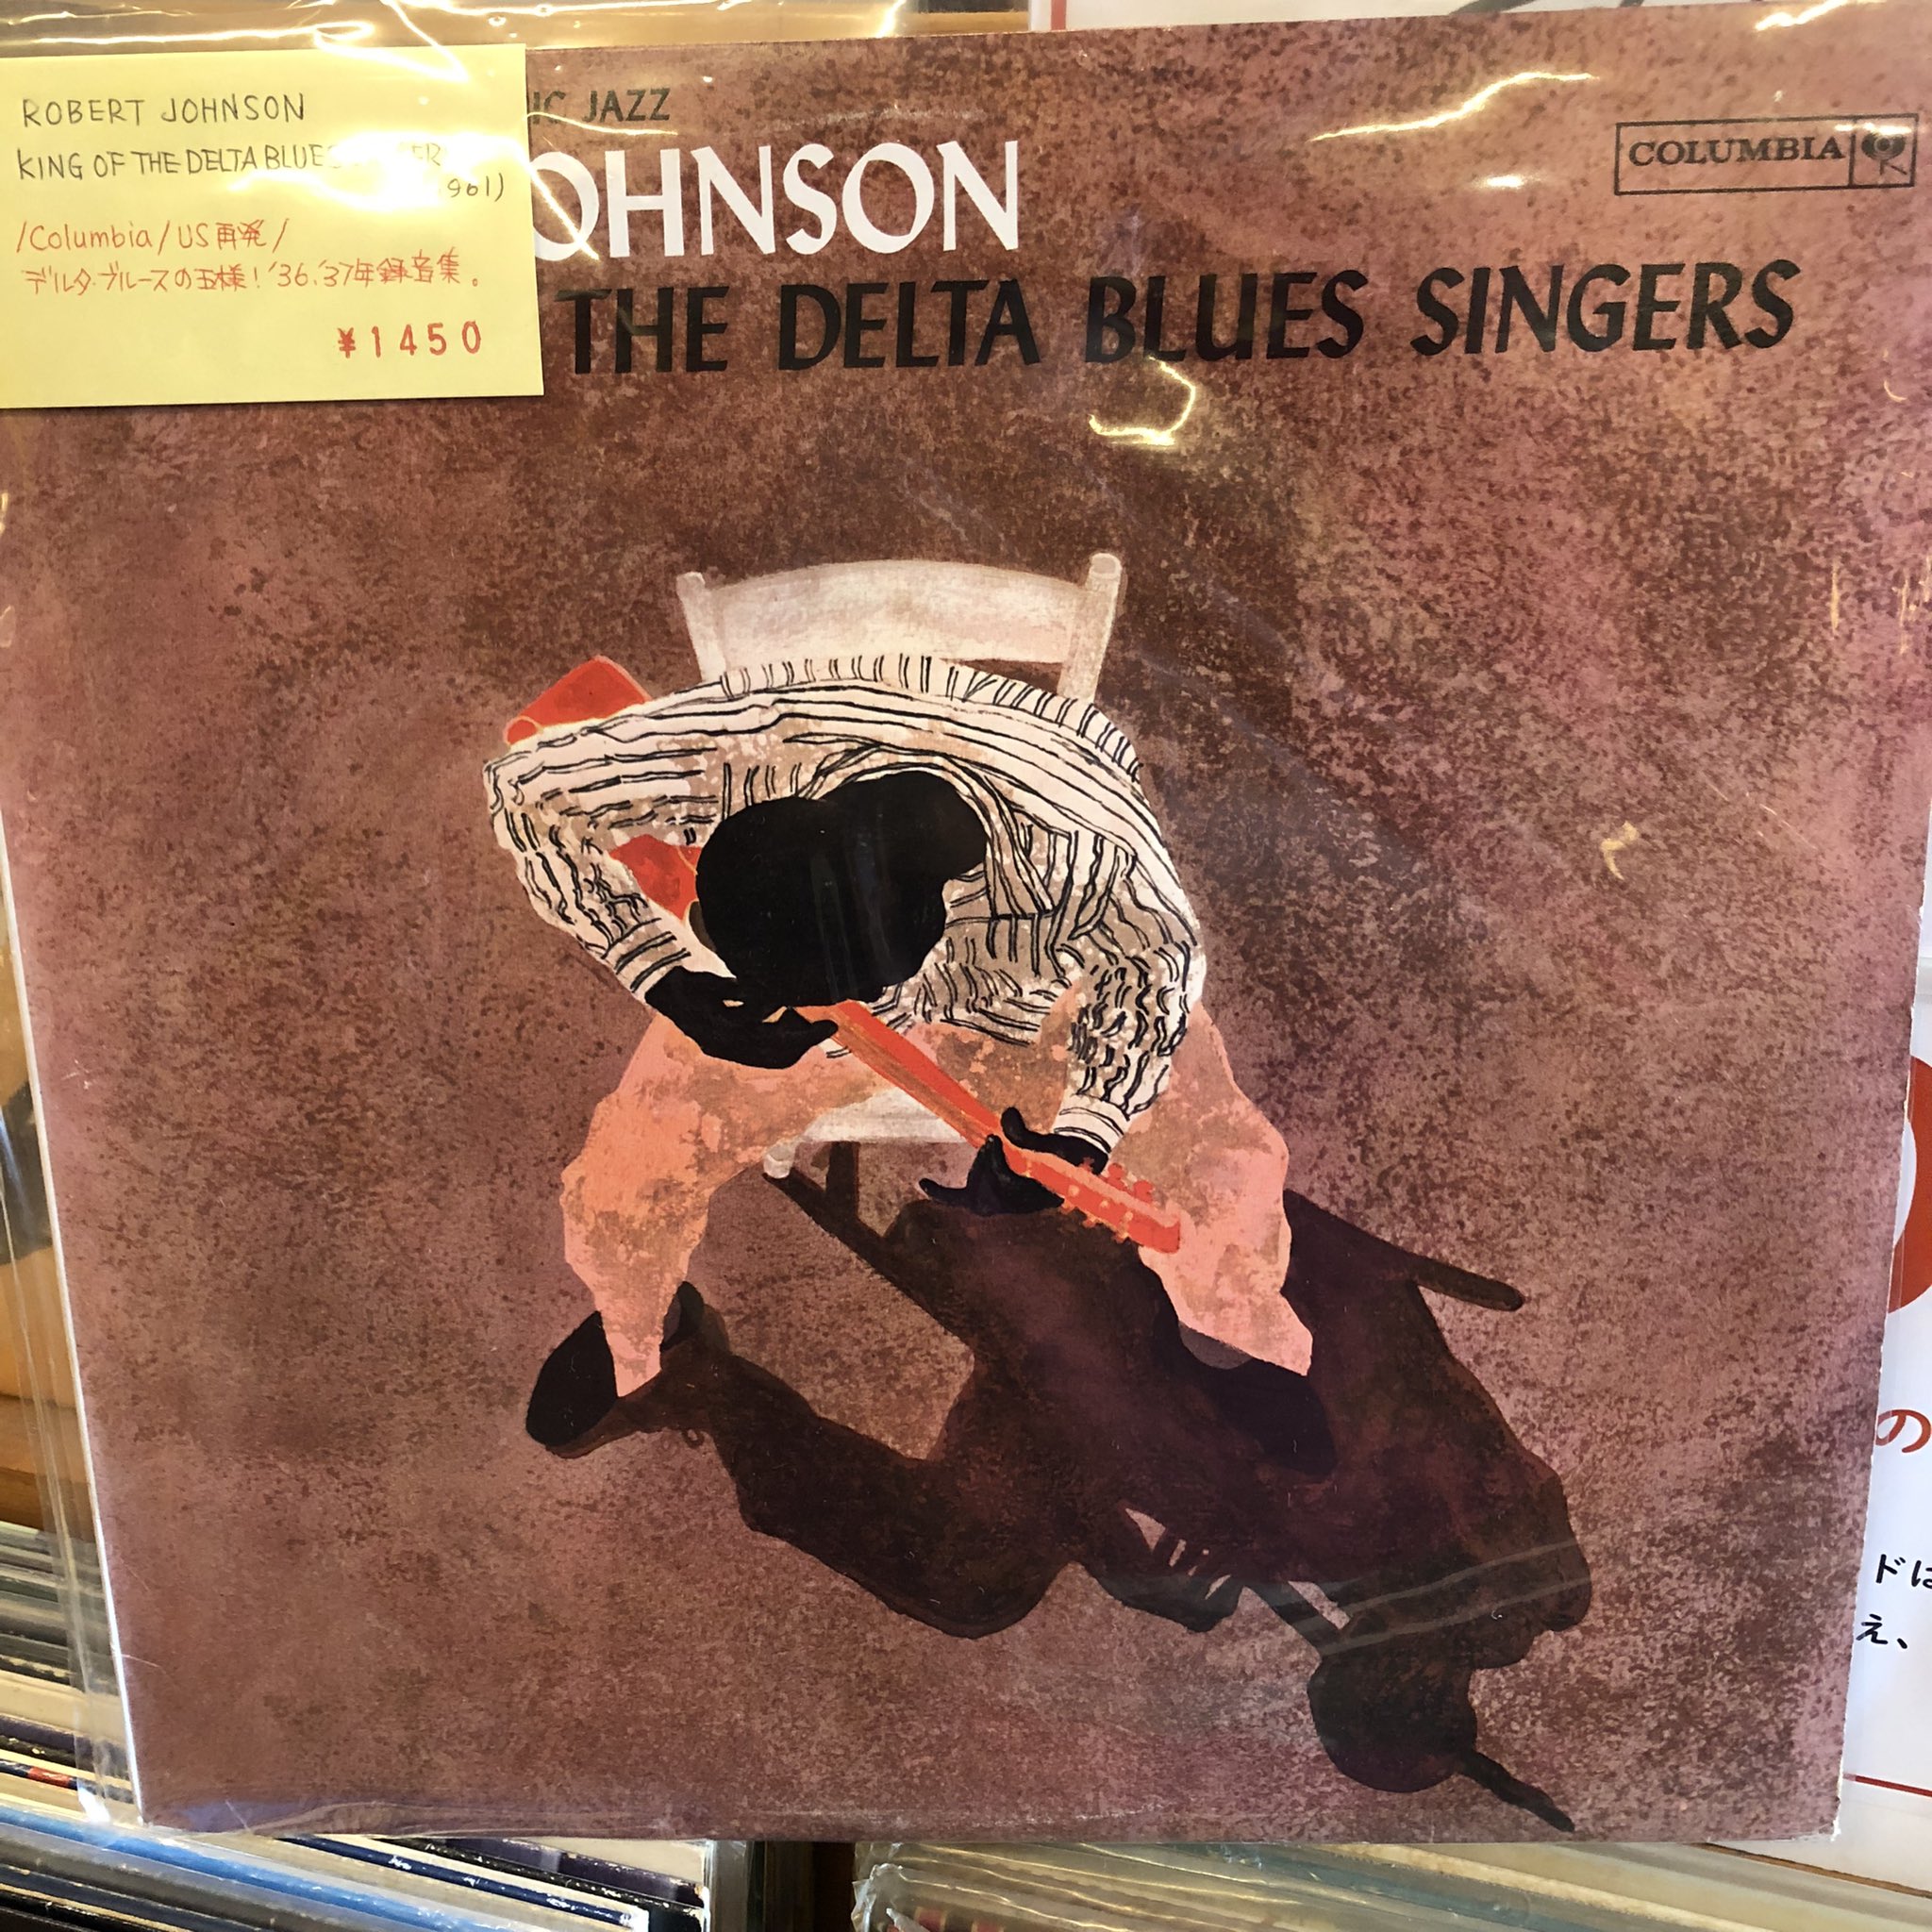 ROBERT JOHNSON
KING OF THE DELTA BLUES
961)
/Columbia/US再発/
デルタ・ブルースの王様!'36,'37年録音集。
¥1450
IC JAZZ
OHNSON
THE DELTA BLUES SINGERS
COLUMBIA
の
ドは
え、